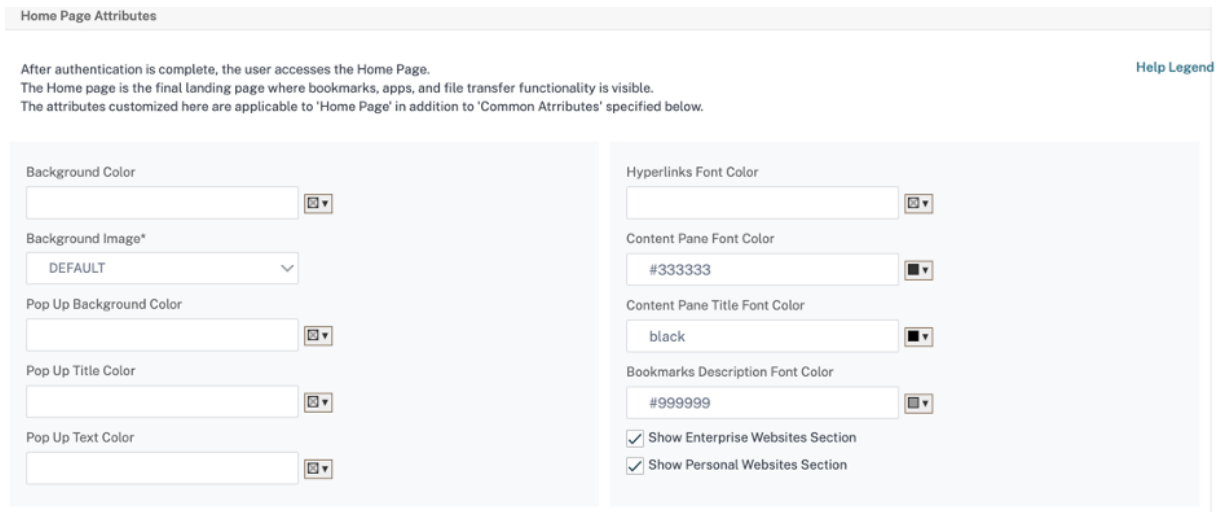 Home Page Attributes
After authentication is complete, the user accesses the Home Page.
Help Legend
The Home page is the final landing page where bookmarks, apps, and file transfer functionality is visible.
The attributes customized here are applicable to 'Home Page' in addition to 'Common Atrributes' specified below.
Background Color
Background Image*
DEFAULT
Pop Up Background Color
Pop Up Title Color
Pop Up Text Color
Hyperlinks Font Color
Content Pane Font Color
#333333
Content Pane Title Font Color
black
Bookmarks Description Font Color
#999999
Show Enterprise Websites Section
Show Personal Websites Section